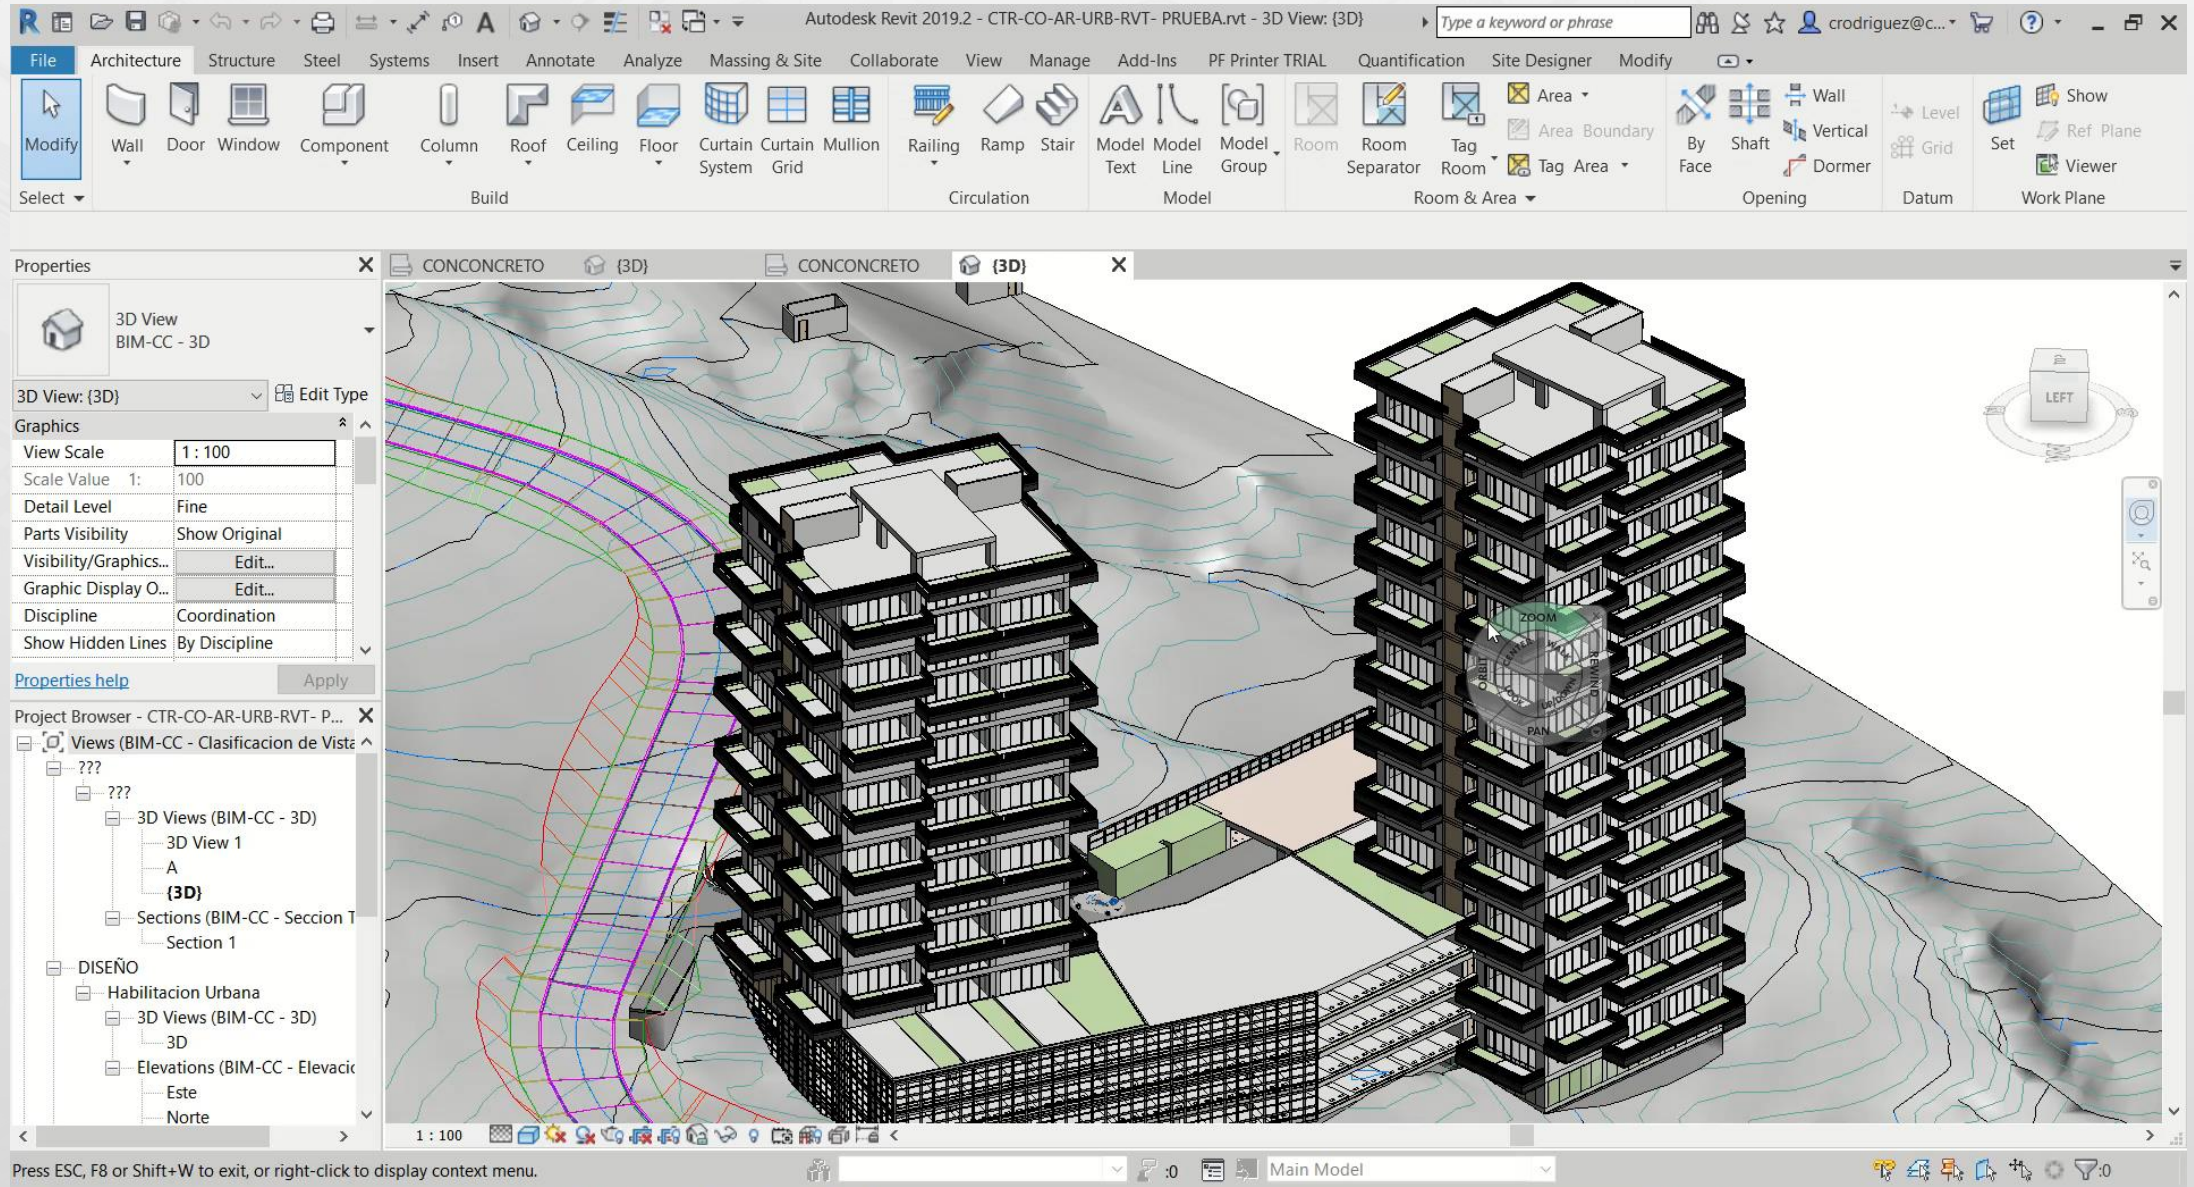 Autodesk Revit 2019.2 - CTR-CO-AR-URB-RVT- PRUEBA.rvt - 3D View: {3D}
Type a keyword or phrase
crodriguez@c...
File Architecture Structure Steel Systems Insert Annotate Analyze Massing & Site Collaborate View Manage Add-Ins PF Printer TRIAL Quantification Site Designer Modify
Modify Wall Door Window Component Column Roof Ceiling Floor Curtain System Curtain Grid Mullion Railing Ramp Stair Model Text Model Line Model Group Room Room Separator Tag Room
Area
Area Boundary
Tag Area
By Face Shaft
Wall
Vertical
Dormer
Level
Grid
Set
Show
Ref Plane
Viewer
Select Build Circulation Model Room & Area Opening Datum Work Plane
Properties
CONCONCRETO {3D} CONCONCRETO {3D}
3D View
BIM-CC - 3D
3D View: {3D} Edit Type
Graphics
View Scale 1 : 100
Scale Value 1: 100
Detail Level Fine
Parts Visibility Show Original
Visibility/Graphics... Edit...
Graphic Display O... Edit...
Discipline Coordination
Show Hidden Lines By Discipline
Properties help Apply
Project Browser - CTR-CO-AR-URB-RVT- P...
Views (BIM-CC - Clasificacion de Vista
???
???
3D Views (BIM-CC - 3D)
3D View 1
A
{3D}
Sections (BIM-CC - Seccion T
Section 1
DISEÑO
Habilitacion Urbana
3D Views (BIM-CC - 3D)
3D
Elevations (BIM-CC - Elevacio
Este
Norte
LEFT
ZOOM
CENTER
WALK
ORBIT
REWIND
LOOK
UP/DOWN
PAN
1 : 100
Press ESC, F8 or Shift+W to exit, or right-click to display context menu.
:0
Main Model
:0